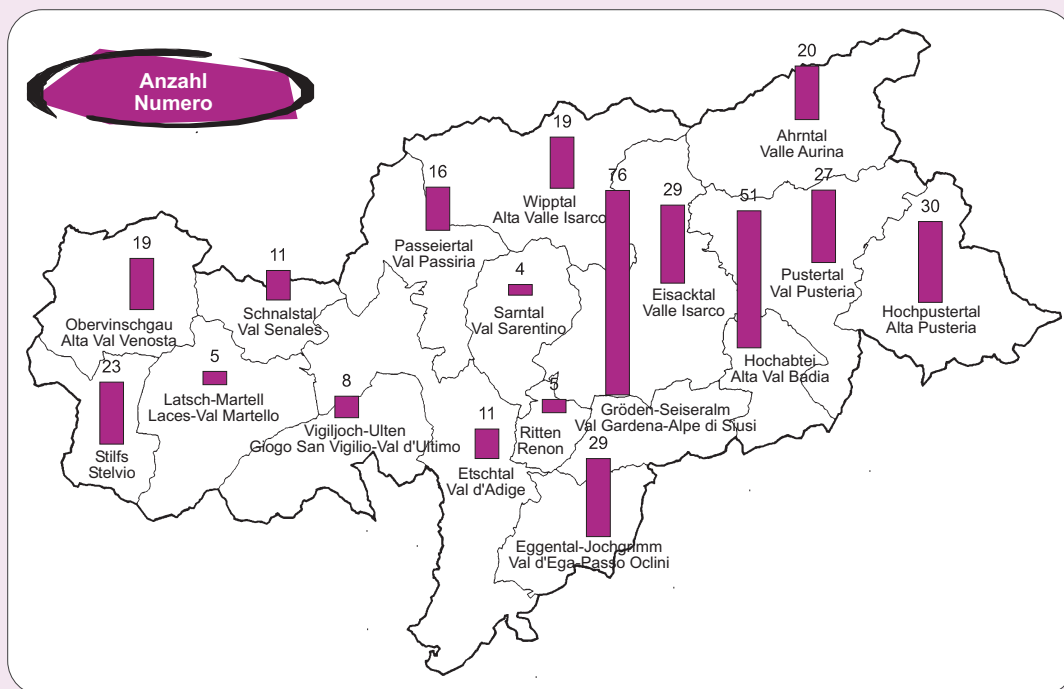 Anzahl
Numero
20
Ahrntal
Valle Aurina
19
Wipptal
Alta Valle Isarco
16
Passeiertal
Val Passiria
76
Gröden-Seiseralm
Val Gardena-Alpe di Siusi
29
Eisacktal
Valle Isarco
51
Hochabtei
Alta Val Badia
27
Pustertal
Val Pusteria
30
Hochpustertal
Alta Pusteria
19
Obervinschgau
Alta Val Venosta
11
Schnalstal
Val Senales
4
Sarntal
Val Sarentino
23
Stilfs
Stelvio
5
Latsch-Martell
Laces-Val Martello
8
Vigiljoch-Ulten
Giogo San Vigilio-Val d'Ultimo
11
Etschtal
Val d'Adige
5
Ritten
Renon
29
Eggental-Jochgrimm
Val d'Ega-Passo Oclini